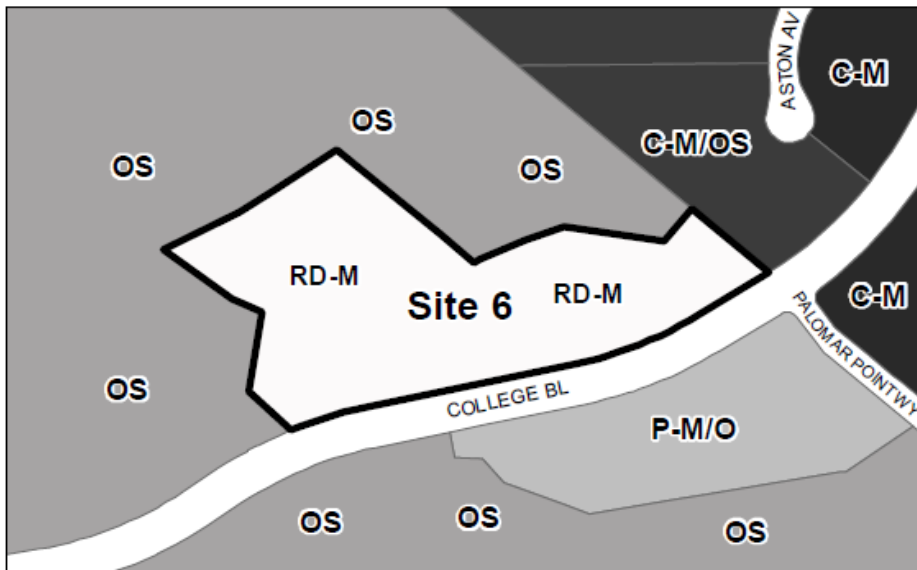 ASTON AV
C-M
OS
C-M/OS
OS
OS
RD-M
RD-M
Site 6
C-M
PALOMAR POINT WY
OS
COLLEGE BL
P-M/O
OS
OS
OS